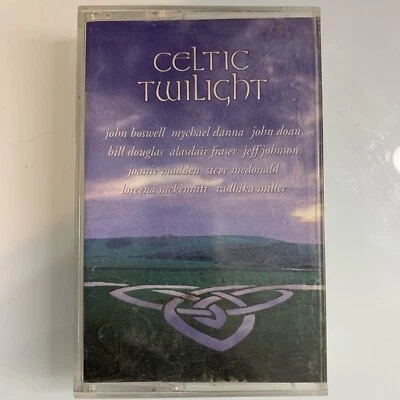 CELTIC
TWILIGHT
john boswell mychael danna john doan
bill douglas alasdair fraser jeff johnson
joanie madden steve mcdonald
loreena mckennitt radhika miller